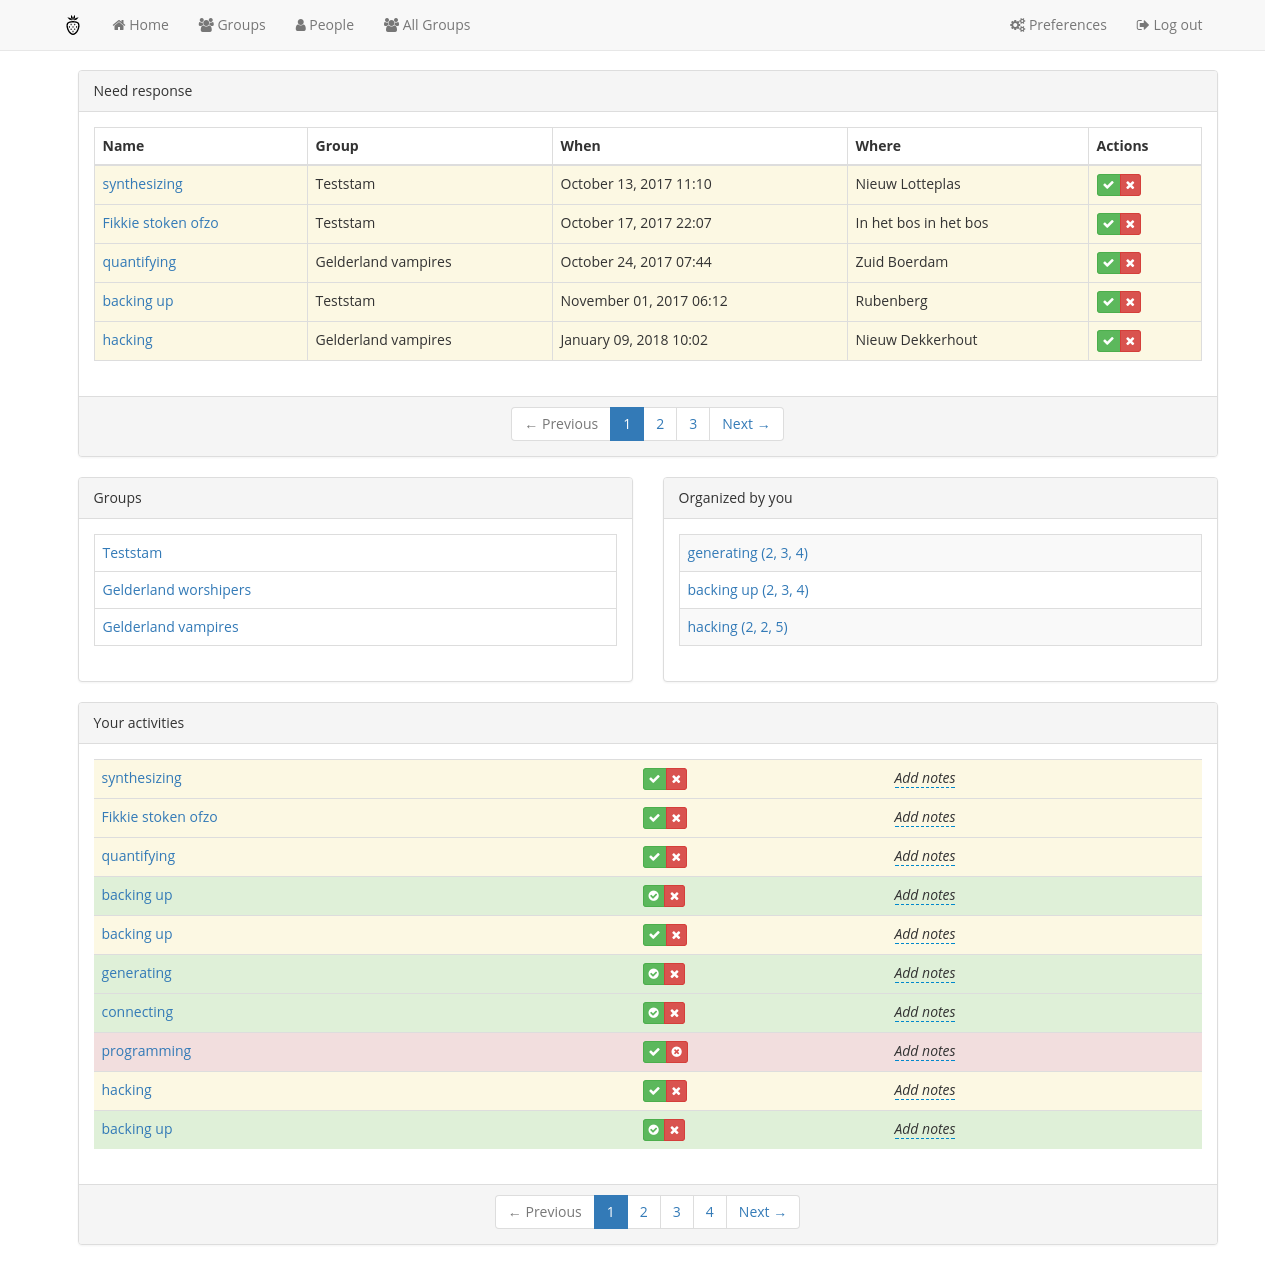 Home Groups People All Groups Preferences Log out
Need response
Name Group When Where Actions
synthesizing Teststam October 13, 2017 11:10 Nieuw Lotteplas
Fikkie stoken ofzo Teststam October 17, 2017 22:07 In het bos in het bos
quantifying Gelderland vampires October 24, 2017 07:44 Zuid Boerdam
backing up Teststam November 01, 2017 06:12 Rubenberg
hacking Gelderland vampires January 09, 2018 10:02 Nieuw Dekkerhout
← Previous 1 2 3 Next →
Groups
Teststam
Gelderland worshipers
Gelderland vampires
Organized by you
generating (2, 3, 4)
backing up (2, 3, 4)
hacking (2, 2, 5)
Your activities
synthesizing Add notes
Fikkie stoken ofzo Add notes
quantifying Add notes
backing up Add notes
backing up Add notes
generating Add notes
connecting Add notes
programming Add notes
hacking Add notes
backing up Add notes
← Previous 1 2 3 4 Next →